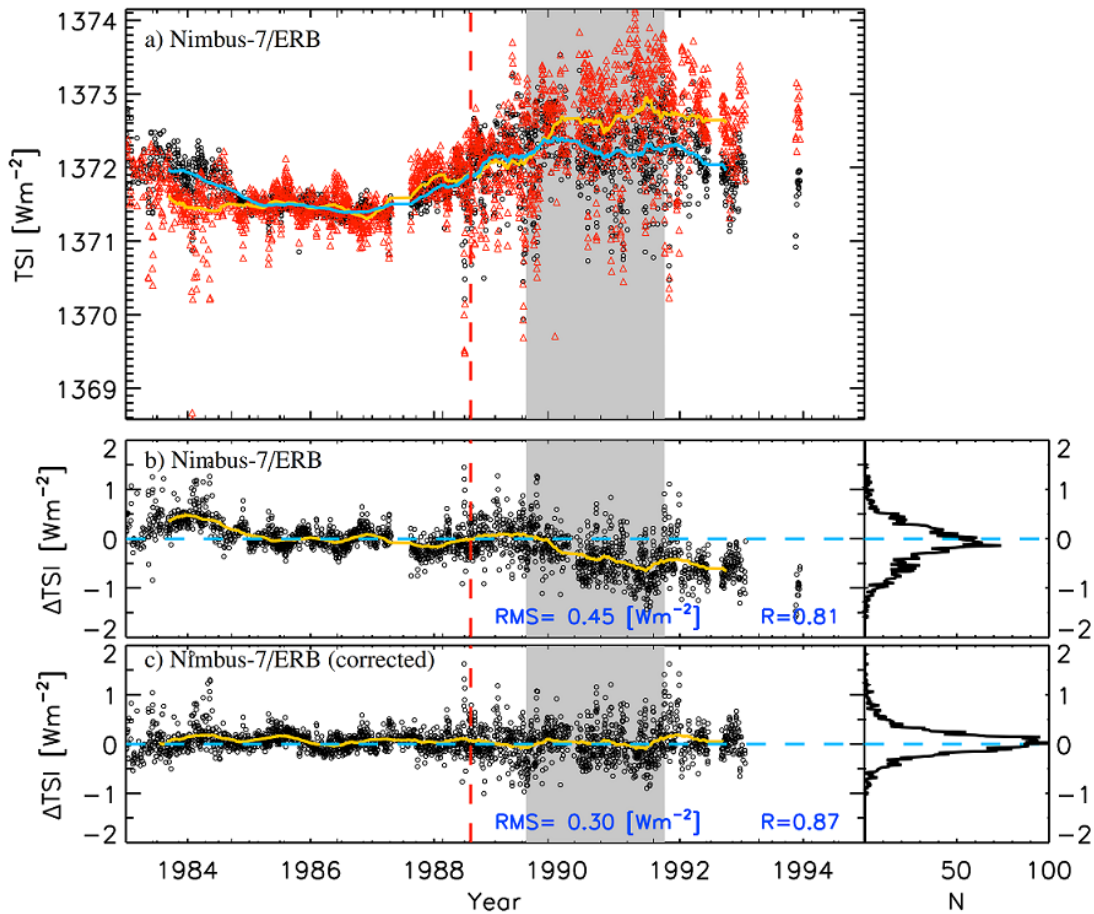 a) Nimbus-7/ERB
1374
1373
1372
1371
1370
1369
TSI [Wm⁻²]
b) Nimbus-7/ERB
2
1
0
-1
-2
ΔTSI [Wm⁻²]
RMS= 0.45 [Wm⁻²] R=0.81
2
1
0
-1
-2
c) Nimbus-7/ERB (corrected)
2
1
0
-1
-2
ΔTSI [Wm⁻²]
RMS= 0.30 [Wm⁻²] R=0.87
2
1
0
-1
-2
1984 1986 1988 1990 1992 1994 50 100
Year N